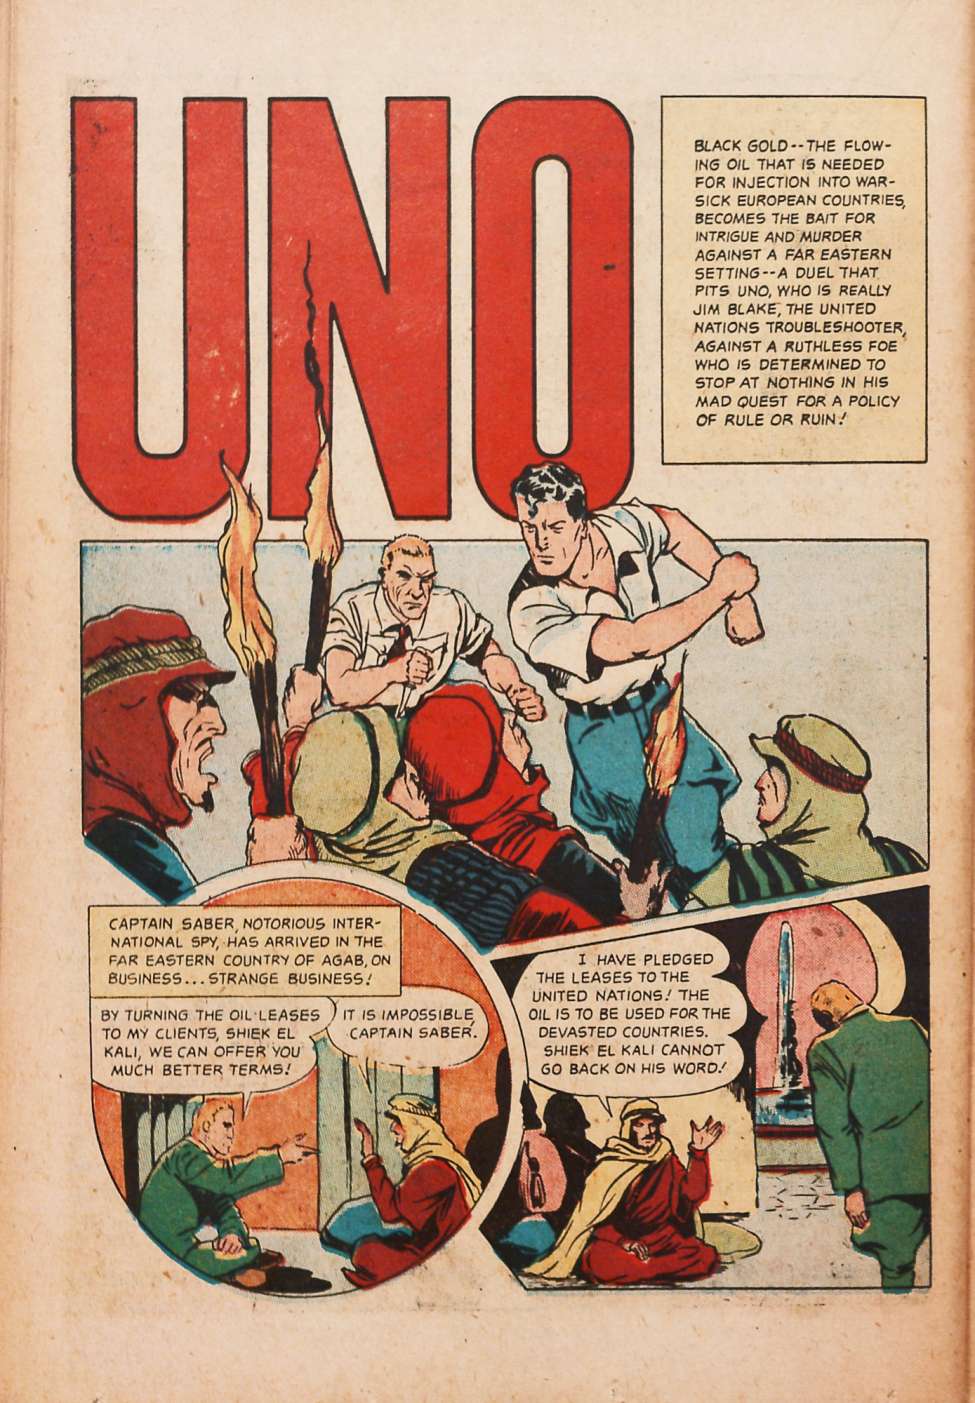 UNO
BLACK GOLD--THE FLOW-
ING OIL THAT IS NEEDED
FOR INJECTION INTO WAR-
SICK EUROPEAN COUNTRIES,
BECOMES THE BAIT FOR
INTRIGUE AND MURDER
AGAINST A FAR EASTERN
SETTING--A DUEL THAT
PITS UNO, WHO IS REALLY
JIM BLAKE, THE UNITED
NATIONS TROUBLESHOOTER,
AGAINST A RUTHLESS FOE
WHO IS DETERMINED TO
STOP AT NOTHING IN HIS
MAD QUEST FOR A POLICY
OF RULE OR RUIN!
CAPTAIN SABER, NOTORIOUS INTER-
NATIONAL SPY, HAS ARRIVED IN THE
FAR EASTERN COUNTRY OF AGAB, ON
BUSINESS... STRANGE BUSINESS!
BY TURNING THE OIL-LEASES
TO MY CLIENTS, SHIEK EL
KALI, WE CAN OFFER YOU
MUCH BETTER TERMS!
IT IS IMPOSSIBLE,
CAPTAIN SABER.
I HAVE PLEDGED
THE LEASES TO THE
UNITED NATIONS! THE
OIL IS TO BE USED FOR THE
DEVASTED COUNTRIES.
SHIEK EL KALI CANNOT
GO BACK ON HIS WORD!